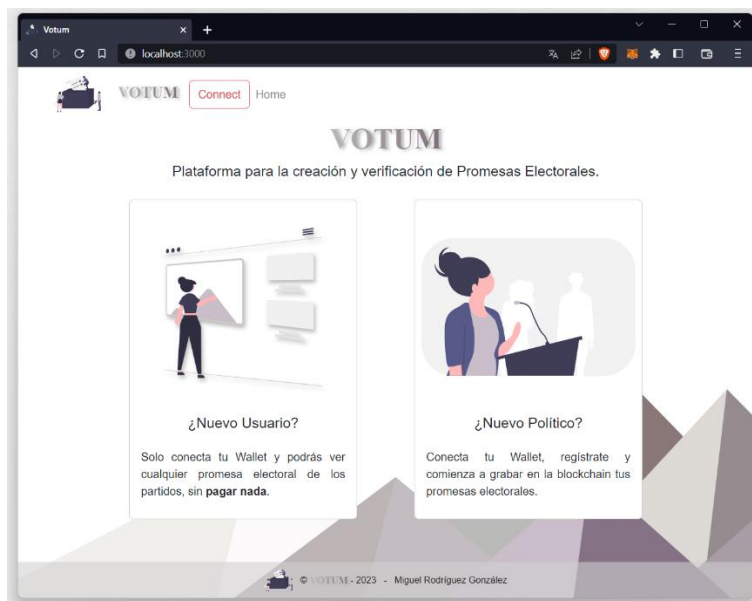 Votum
localhost:3000
VOTUM Connect Home
VOTUM
Plataforma para la creación y verificación de Promesas Electorales.
¿Nuevo Usuario?
Solo conecta tu Wallet y podrás ver
cualquier promesa electoral de los
partidos, sin pagar nada.
¿Nuevo Político?
Conecta tu Wallet, regístrate y
comienza a grabar en la blockchain tus
promesas electorales.
© VOTUM - 2023 - Miguel Rodríguez González